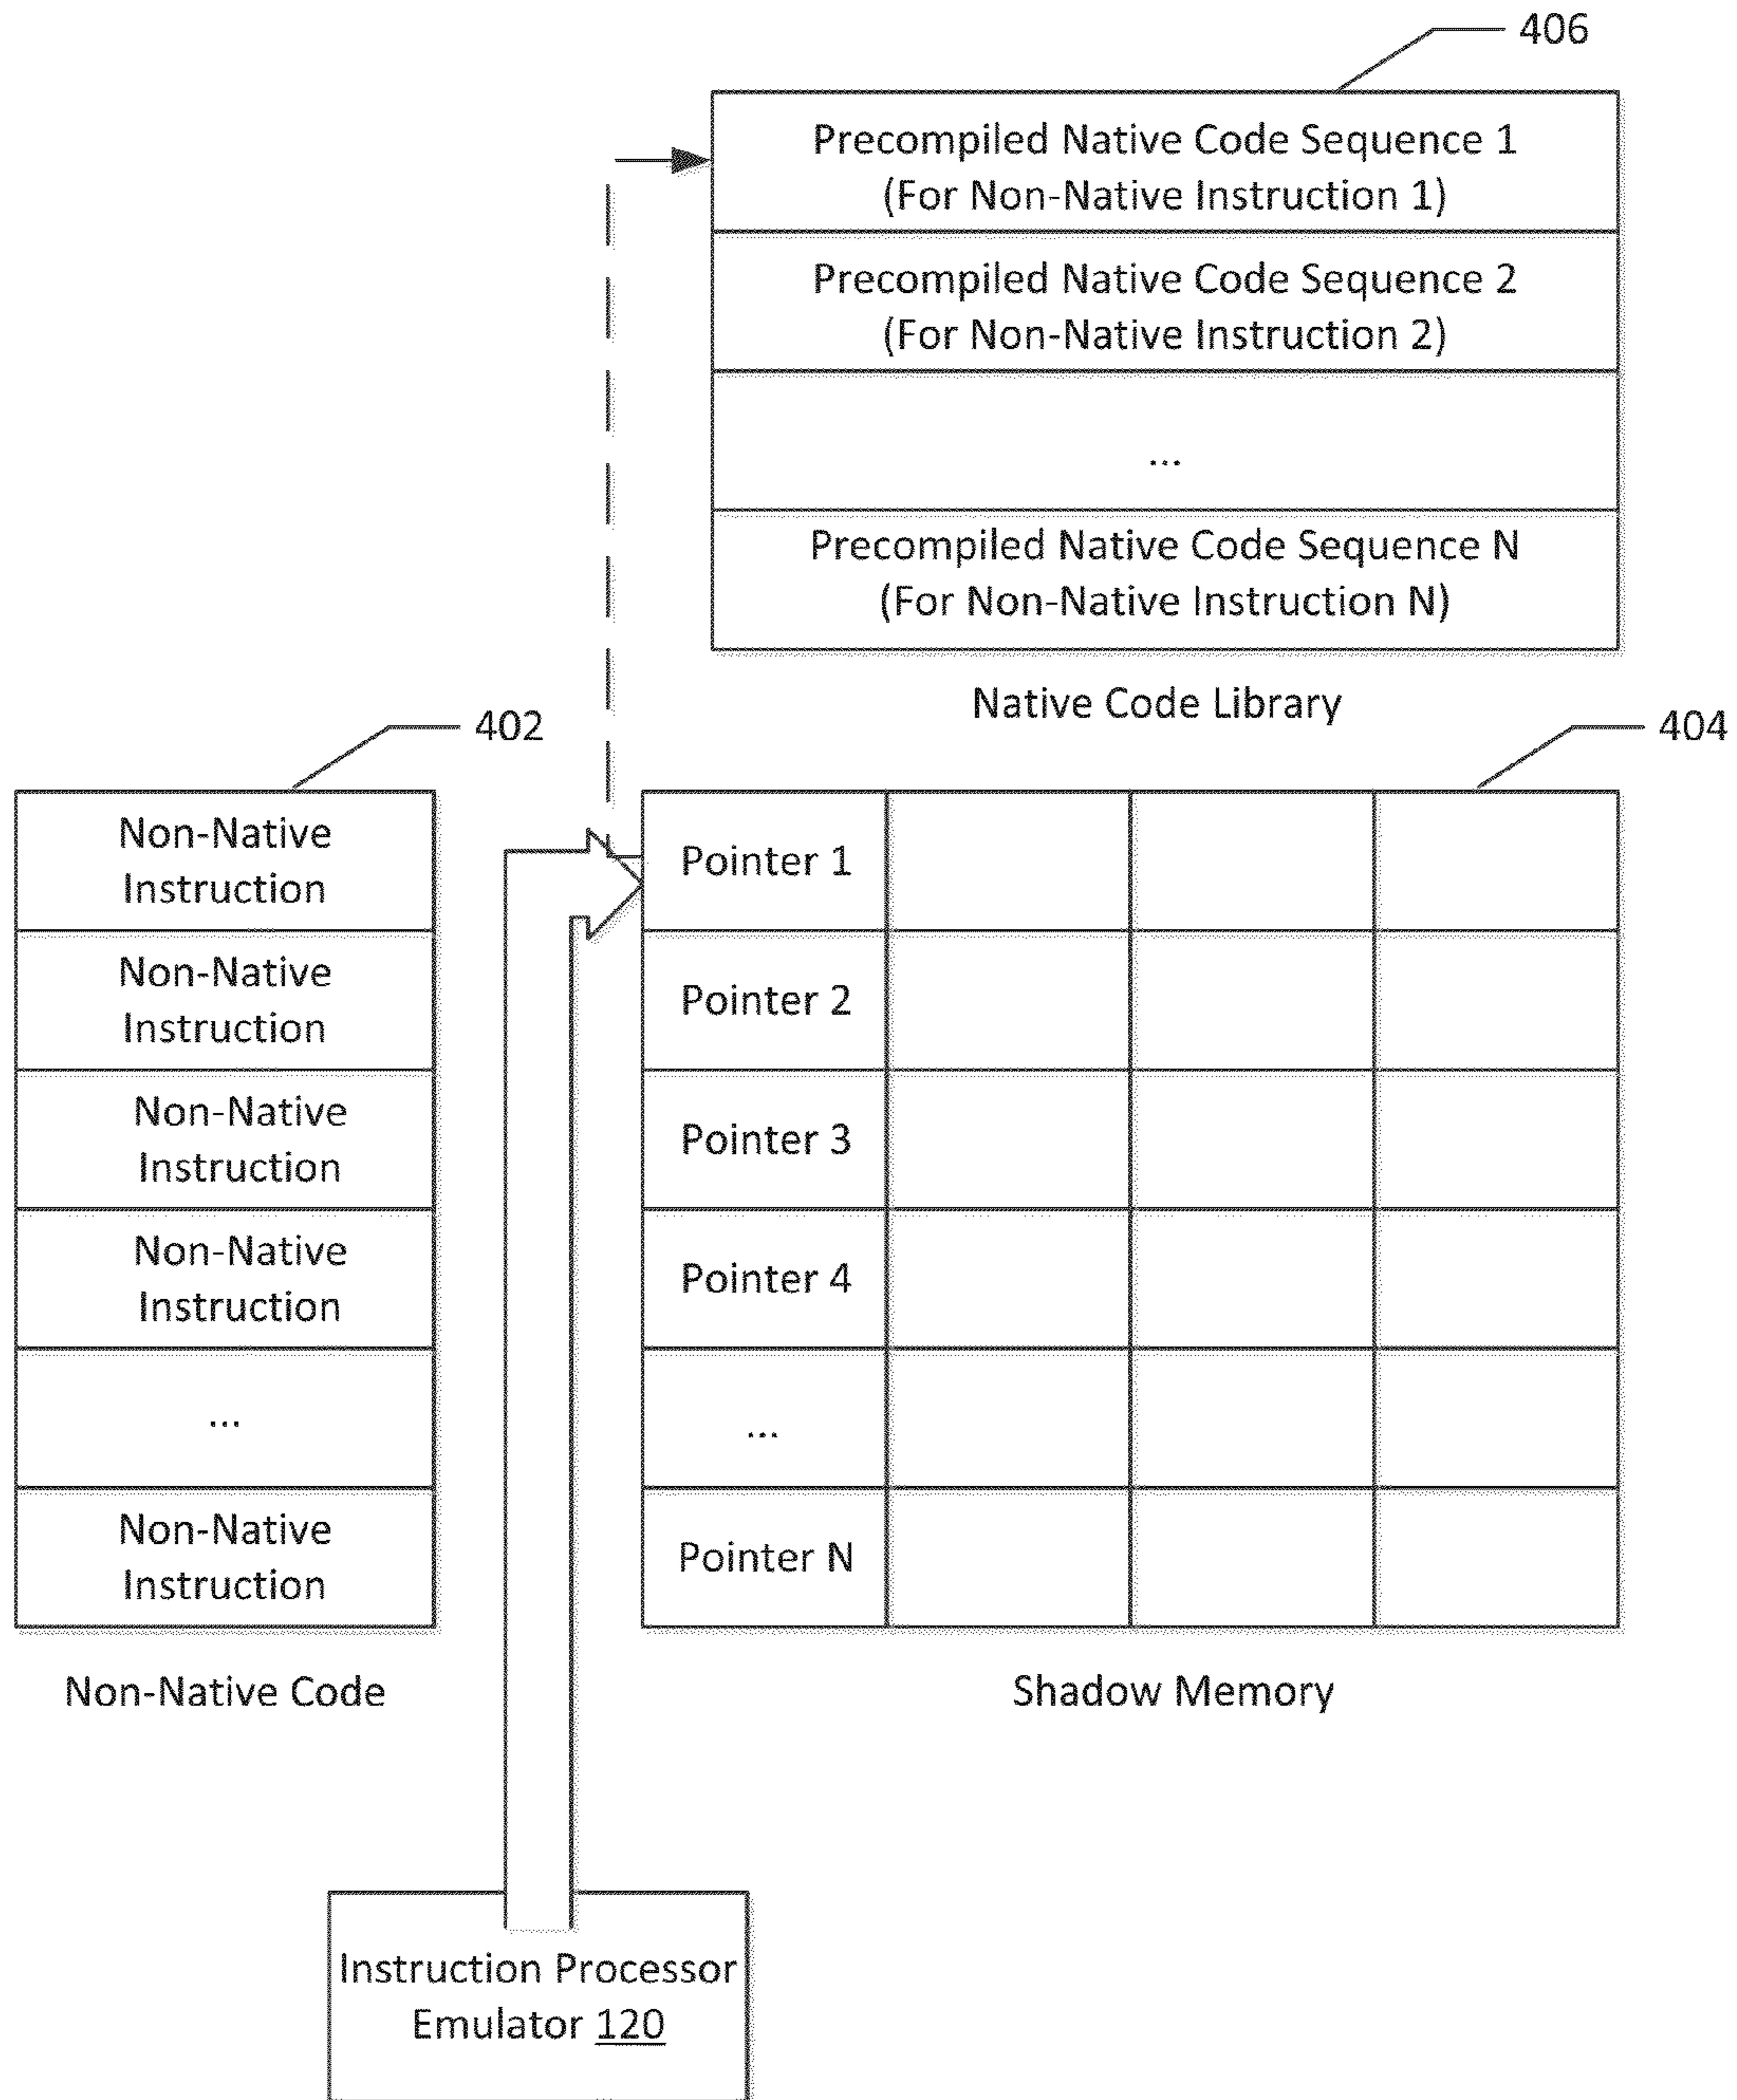 406
Precompiled Native Code Sequence 1
(For Non-Native Instruction 1)
Precompiled Native Code Sequence 2
(For Non-Native Instruction 2)
...
Precompiled Native Code Sequence N
(For Non-Native Instruction N)
Native Code Library
402
404
Non-Native
Instruction
Non-Native
Instruction
Non-Native
Instruction
Non-Native
Instruction
...
Non-Native
Instruction
Non-Native Code
Pointer 1
Pointer 2
Pointer 3
Pointer 4
...
Pointer N
Shadow Memory
Instruction Processor
Emulator 120